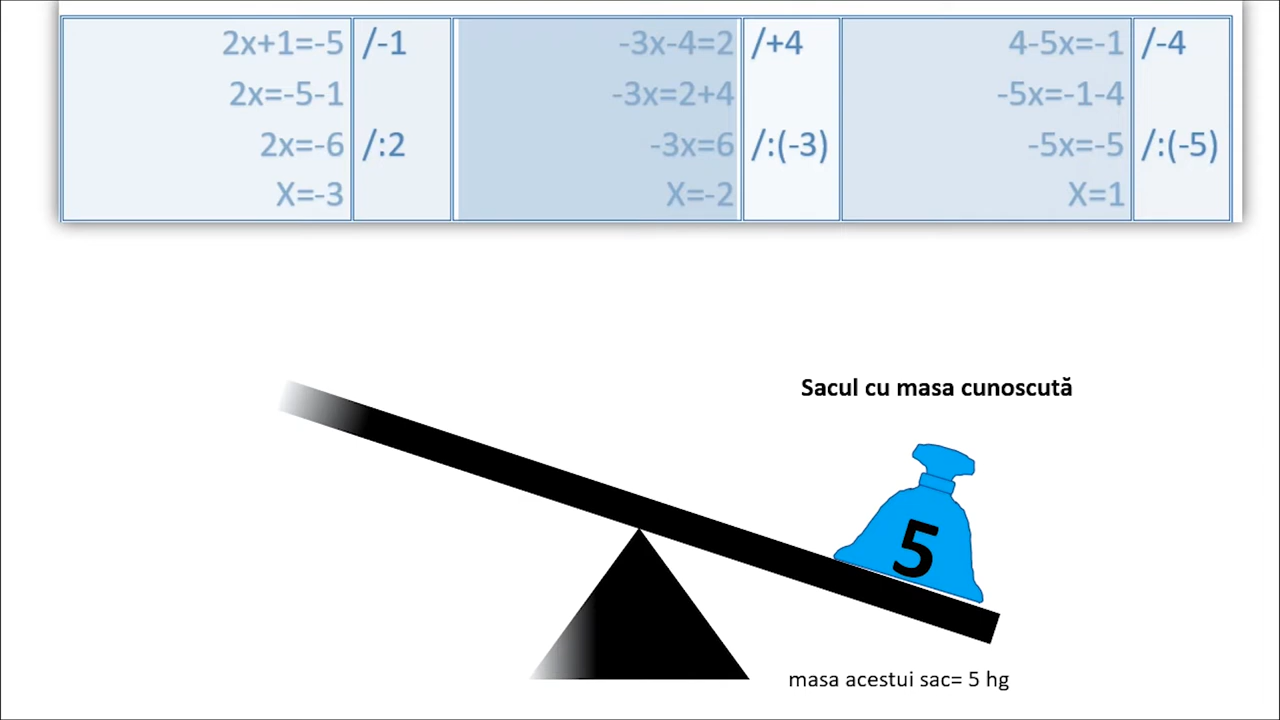 2x+1=-5 /-1
2x=-5-1
2x=-6 /:2
X=-3
-3x-4=2 /+4
-3x=2+4
-3x=6 /:(-3)
X=-2
4-5x=-1 /-4
-5x=-1-4
-5x=-5 /:(-5)
X=1
Sacul cu masa cunoscută
5
masa acestui sac= 5 hg